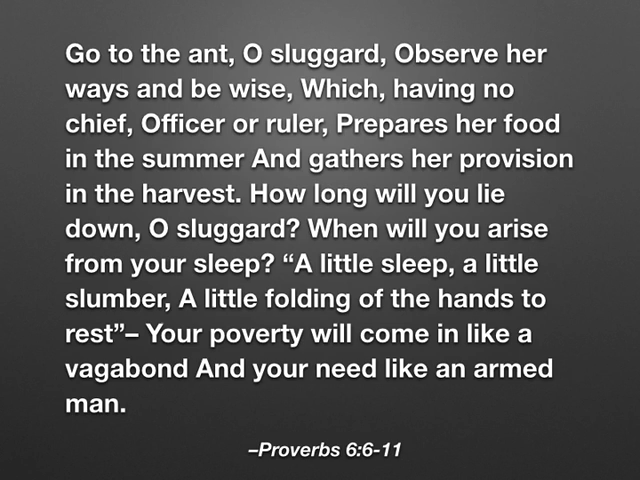 Go to the ant, O sluggard, Observe her
ways and be wise, Which, having no
chief, Officer or ruler, Prepares her food
in the summer And gathers her provision
in the harvest. How long will you lie
down, O sluggard? When will you arise
from your sleep? “A little sleep, a little
slumber, A little folding of the hands to
rest”– Your poverty will come in like a
vagabond And your need like an armed
man.
–Proverbs 6:6-11